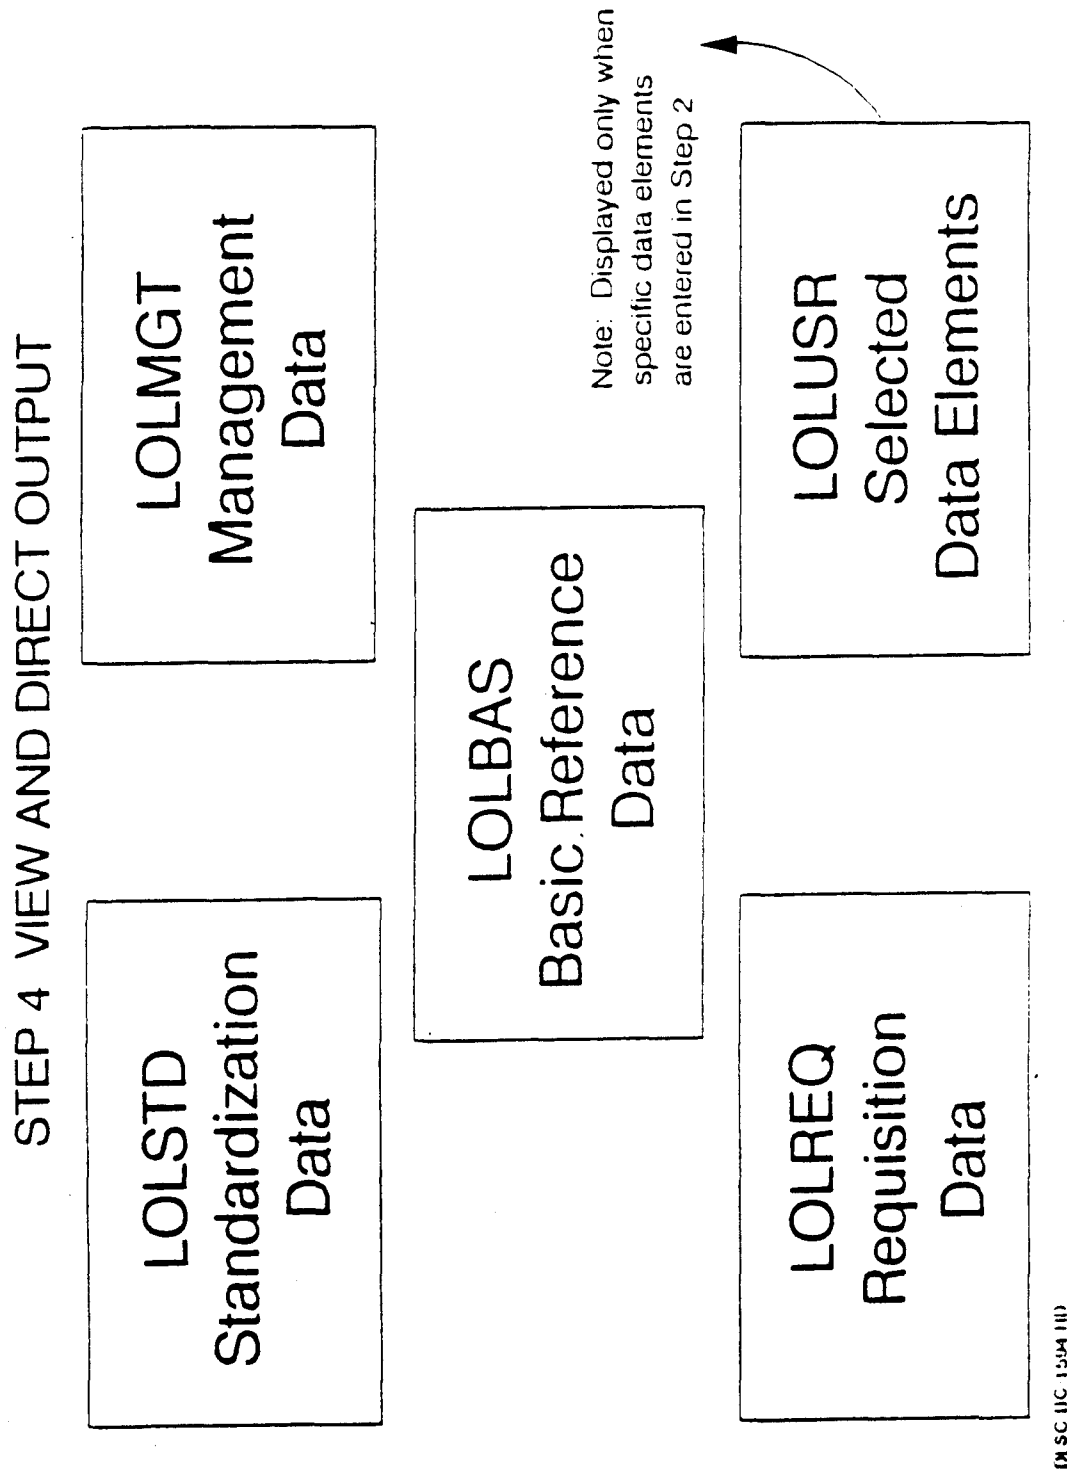 STEP 4 VIEW AND DIRECT OUTPUT
LOLSTD
Standardization
Data
LOLMGT
Management
Data
LOLBAS
Basic Reference
Data
Note: Displayed only when
specific data elements
are entered in Step 2
LOLREQ
Requisition
Data
LOLUSR
Selected
Data Elements